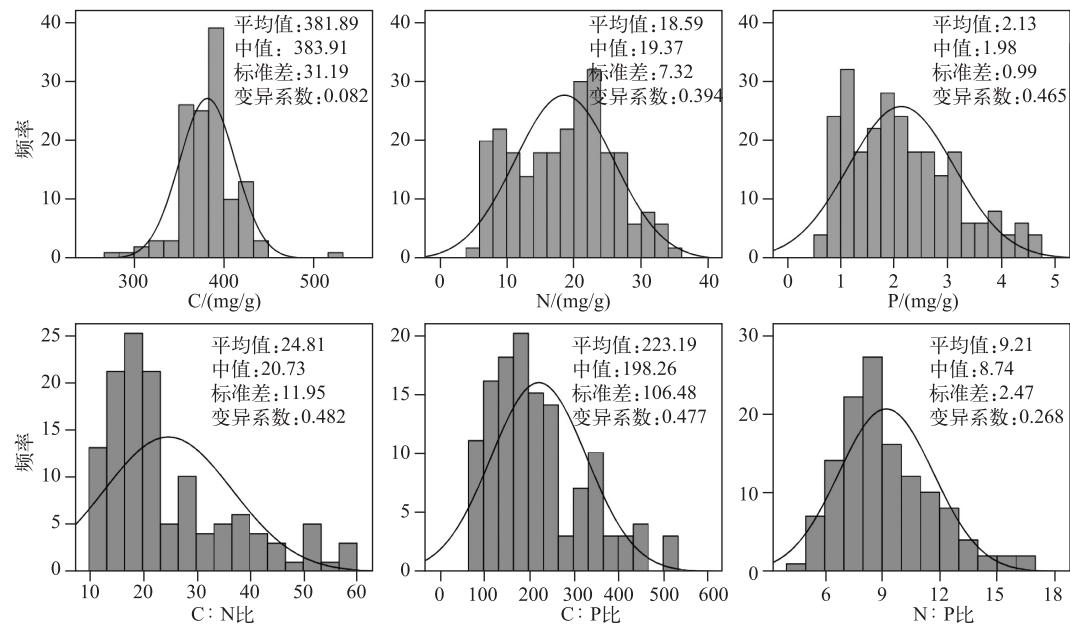 平均值:381.89
中值: 383.91
标准差:31.19
变异系数:0.082
频率
40
30
20
10
0
300
400
500
C/(mg/g)
平均值:18.59
中值:19.37
标准差:7.32
变异系数:0.394
40
30
20
10
0
0
10
20
30
40
N/(mg/g)
平均值:2.13
中值:1.98
标准差:0.99
变异系数:0.465
40
30
20
10
0
0
1
2
3
4
5
P/(mg/g)
平均值:24.81
中值:20.73
标准差:11.95
变异系数:0.482
频率
25
20
15
10
5
0
10
20
30
40
50
60
C:N比
平均值:223.19
中值:198.26
标准差:106.48
变异系数:0.477
20
15
10
5
0
0
100
200
300
400
500
600
C:P比
平均值:9.21
中值:8.74
标准差:2.47
变异系数:0.268
30
20
10
0
6
9
12
15
18
N:P比